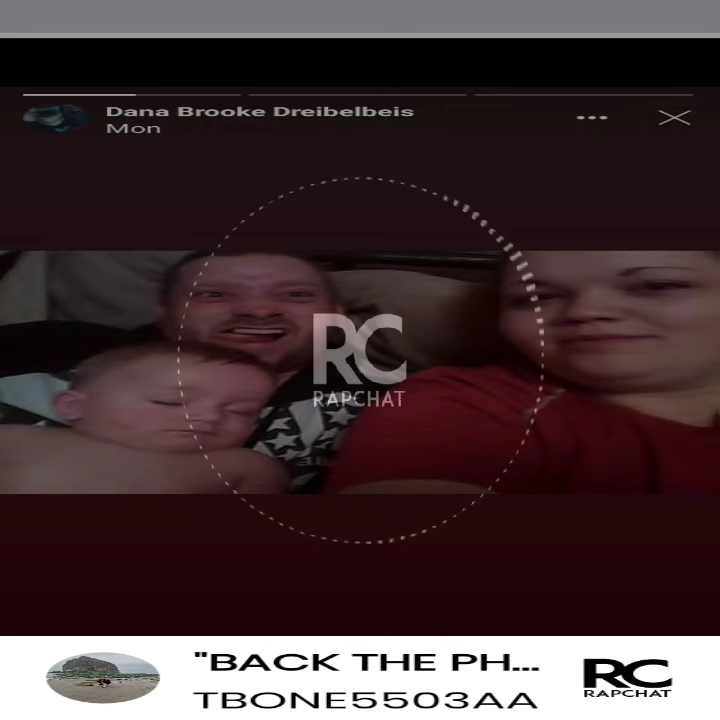 Dana Brooke Dreibelbeis
Mon
RC
RAPCHAT
"BACK THE PH...
TBONE5503AA
RC
RAPCHAT